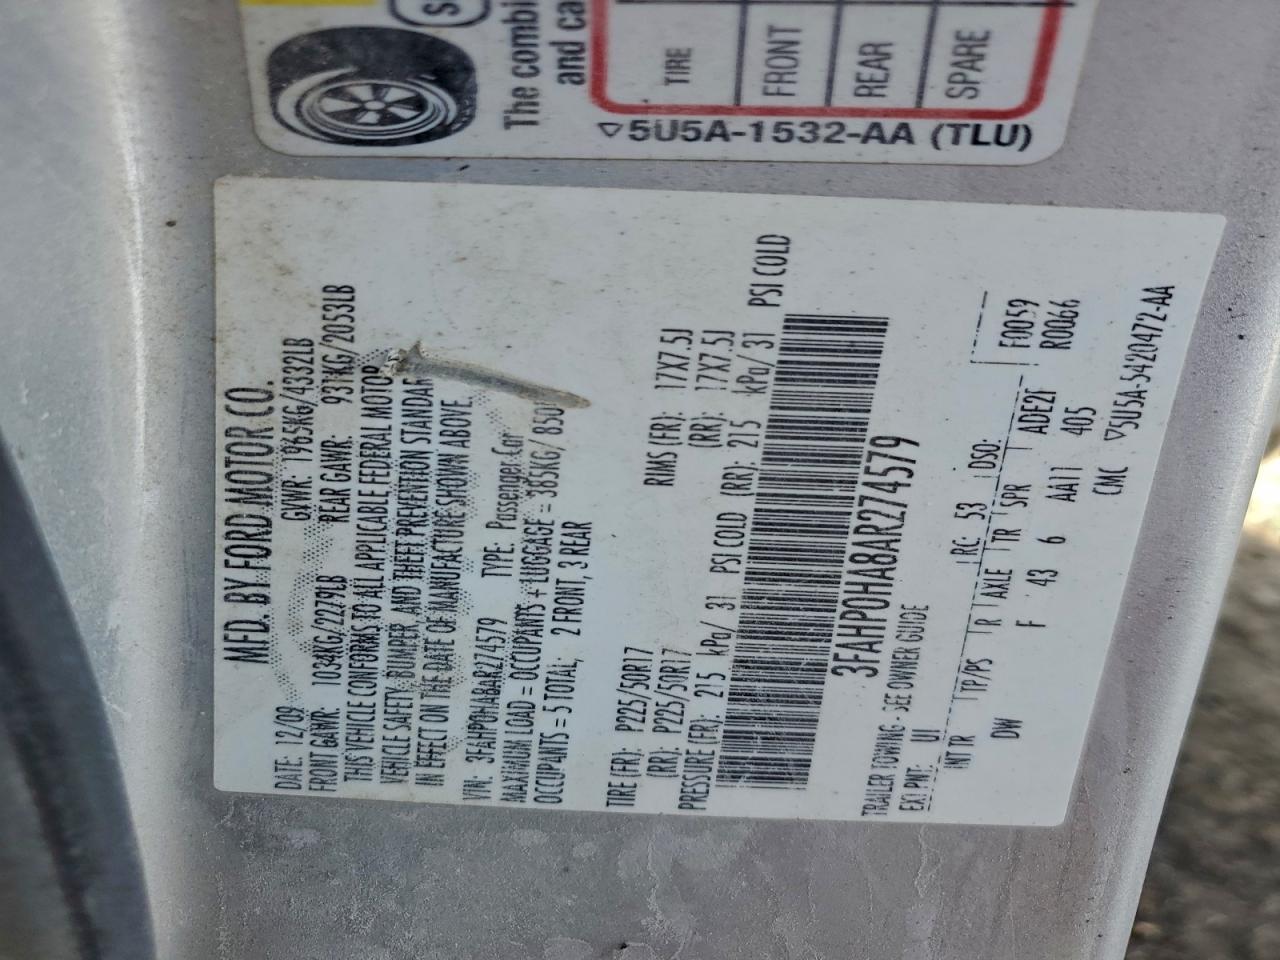 The combi
and ca
TIRE
FRONT
REAR
SPARE
5U5A-1532-AA (TLU)
MFD. BY FORD MOTOR CO.
DATE: 12/09 GVWR: 1965KG/4332LB
FRONT GAWR: 1034KG/2279LB REAR GAWR: 931KG/2053LB
THIS VEHICLE CONFORMS TO ALL APPLICABLE FEDERAL MOTOR
VEHICLE SAFETY, BUMPER, AND THEFT PREVENTION STANDAR
IN EFFECT ON THE DATE OF MANUFACTURE SHOWN ABOVE.
VIN: 3FAHP0HA8AR274579 TYPE: Passenger Car
MAXIMUM LOAD = OCCUPANTS + LUGGAGE = 385KG/ 850
OCCUPANTS = 5 TOTAL, 2 FRONT, 3 REAR
TIRE (FR): P225/50R17 RIMS (FR): 17X7.5J
(RR): P225/50R17 (RR): 17X7.5J
PRESSURE (FR): 215 kPa/ 31 PSI COLD (RR): 215 kPa/ 31 PSI COLD
3FAHP0HA8AR274579
TRAILER TOWING - SEE OWNER GUIDE
EXT PNT: UI RC: 53 DSO:
INT TR TP/PS R AXLE TR SPR ADE2F F0059
DW F 43 6 AA11 405 R0066
CMC
5U5A-5420472-AA